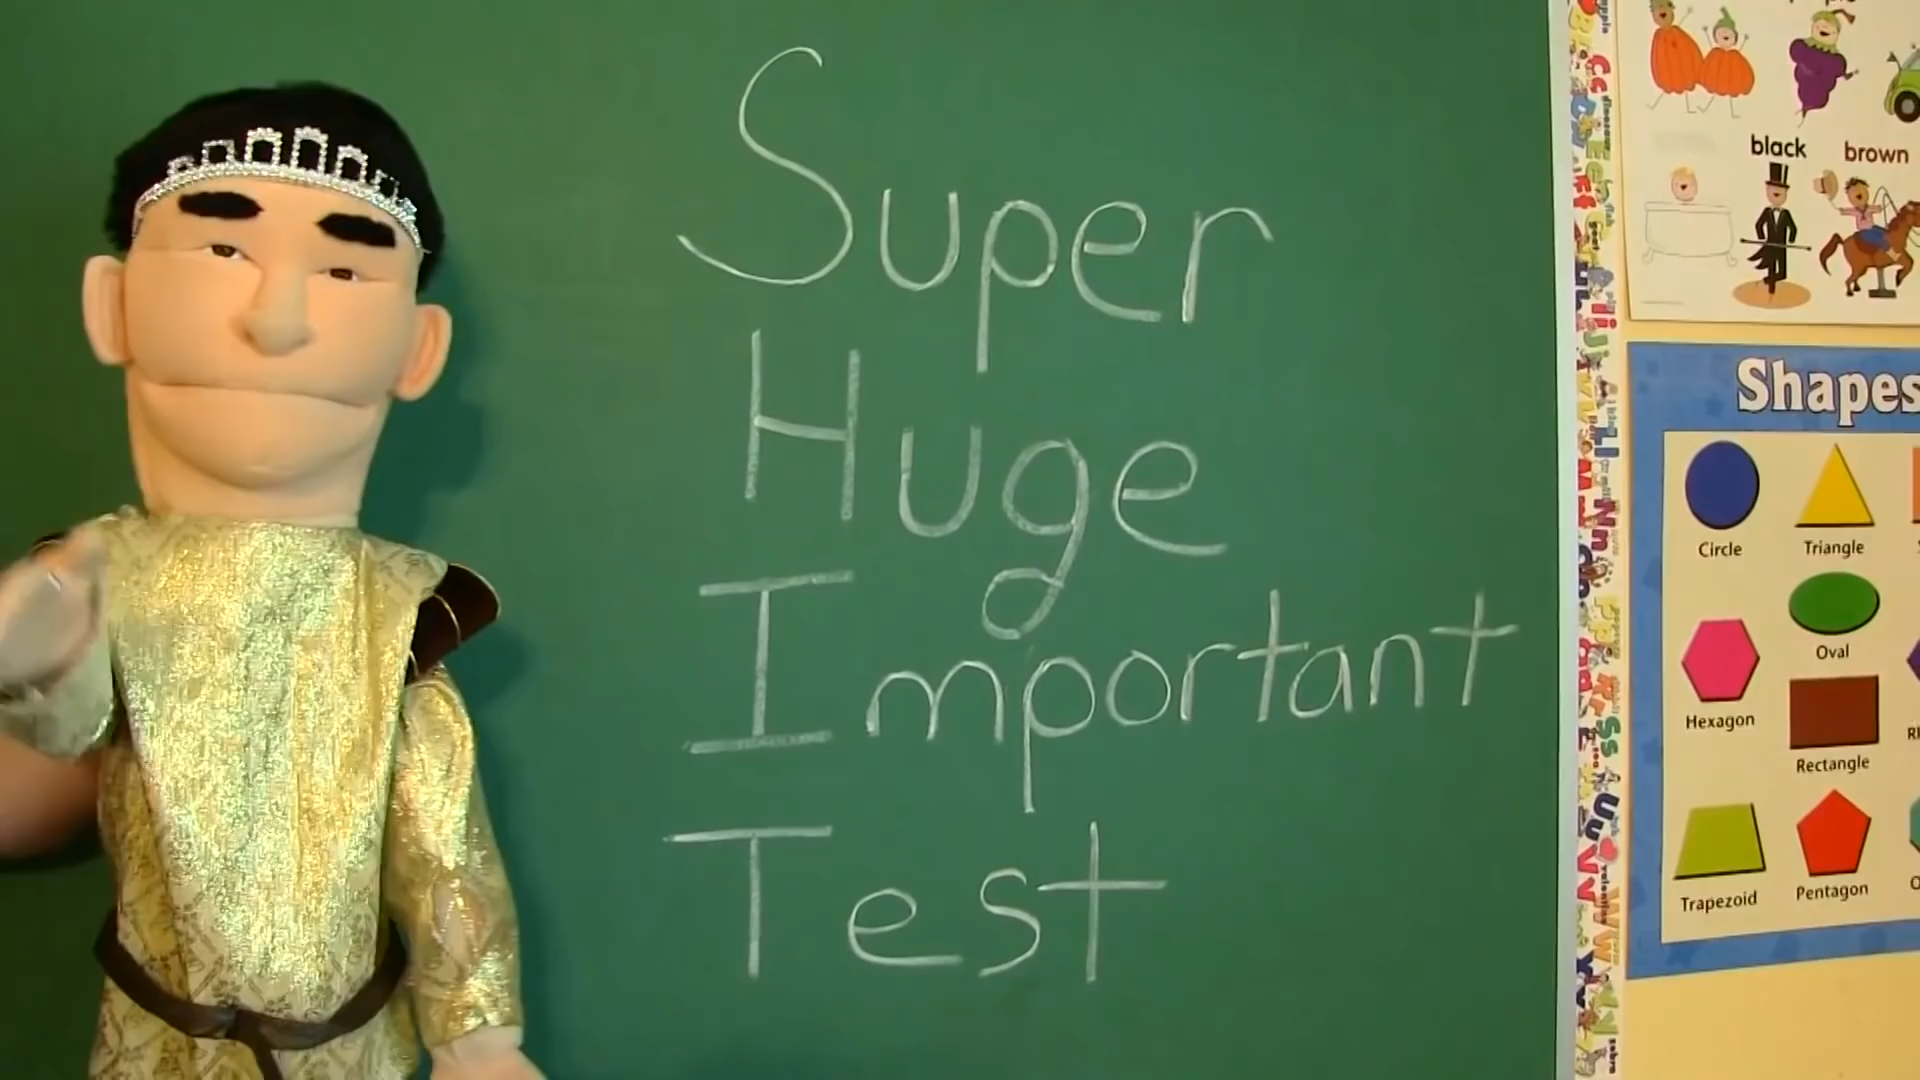 Super
Huge
Important
Test
black brown
Shapes
Circle Triangle
Oval
Hexagon
Rectangle
Trapezoid Pentagon